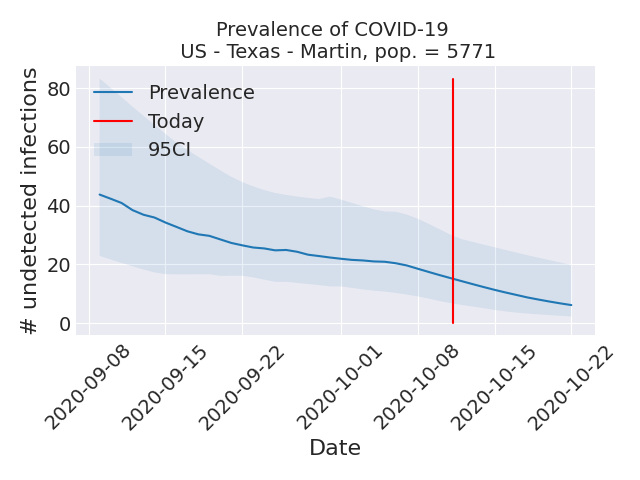 Prevalence of COVID-19
US - Texas - Martin, pop. = 5771
# undetected infections
80
60
40
20
0
Prevalence
Today
95CI
2020-09-08
2020-09-15
2020-09-22
2020-10-01
2020-10-08
2020-10-15
2020-10-22
Date